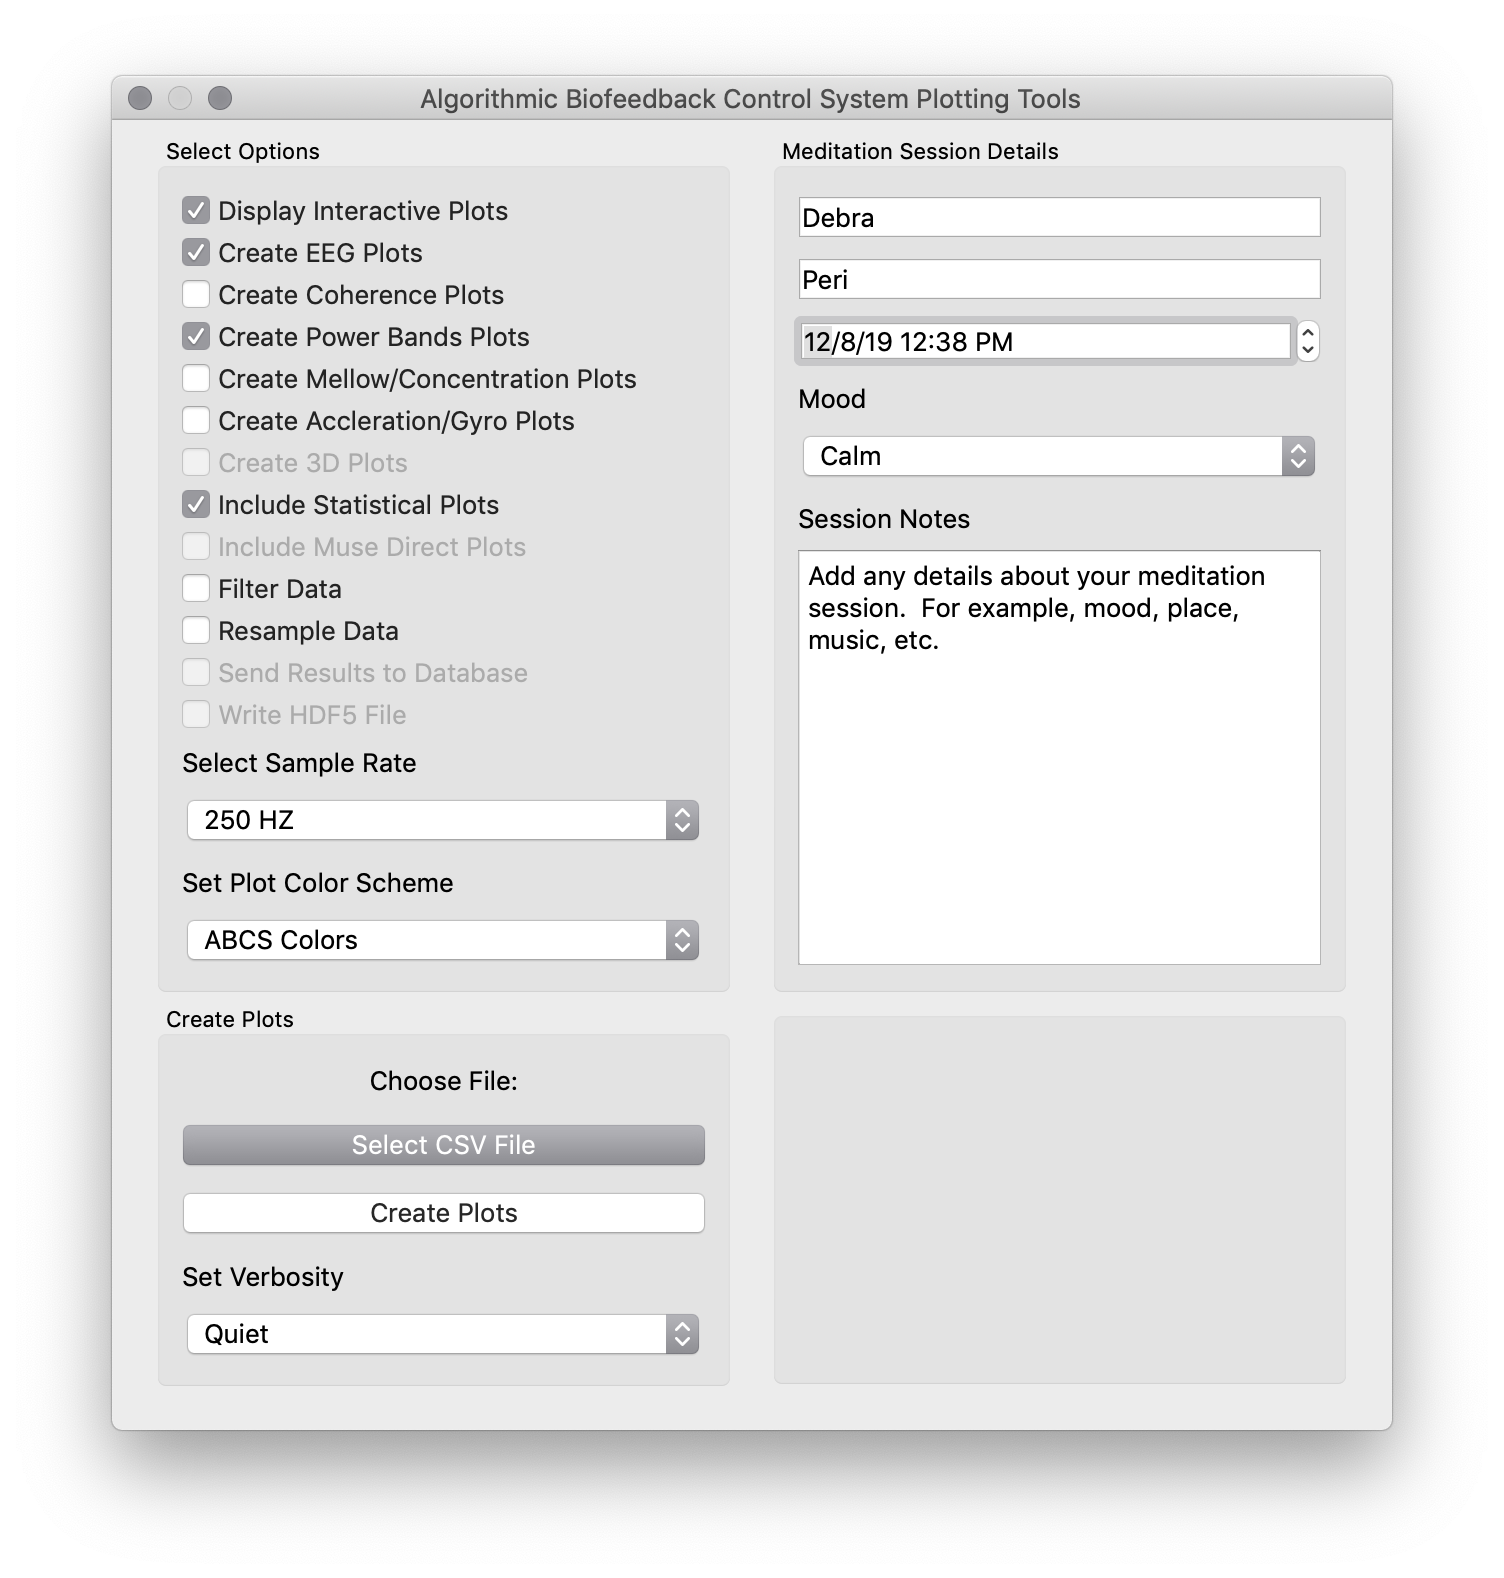 Algorithmic Biofeedback Control System Plotting Tools
Select Options
Display Interactive Plots
Create EEG Plots
Create Coherence Plots
Create Power Bands Plots
Create Mellow/Concentration Plots
Create Accleration/Gyro Plots
Create 3D Plots
Include Statistical Plots
Include Muse Direct Plots
Filter Data
Resample Data
Send Results to Database
Write HDF5 File
Select Sample Rate
250 HZ
Set Plot Color Scheme
ABCS Colors
Meditation Session Details
Debra
Peri
12/8/19 12:38 PM
Mood
Calm
Session Notes
Add any details about your meditation
session.  For example, mood, place,
music, etc.
Create Plots
Choose File:
Select CSV File
Create Plots
Set Verbosity
Quiet